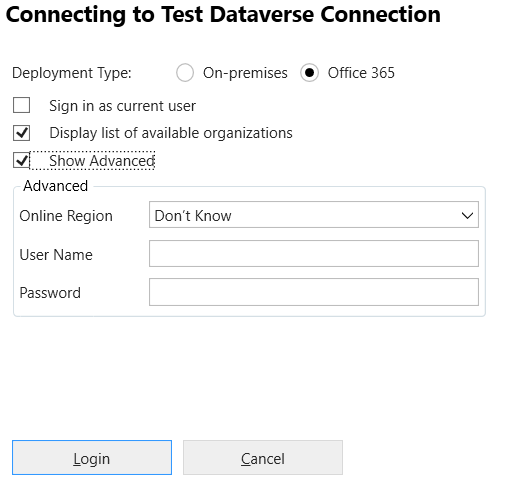 Connecting to Test Dataverse Connection
Deployment Type: On-premises Office 365
Sign in as current user
Display list of available organizations
Show Advanced
Advanced
Online Region Don't Know
User Name
Password
Login Cancel